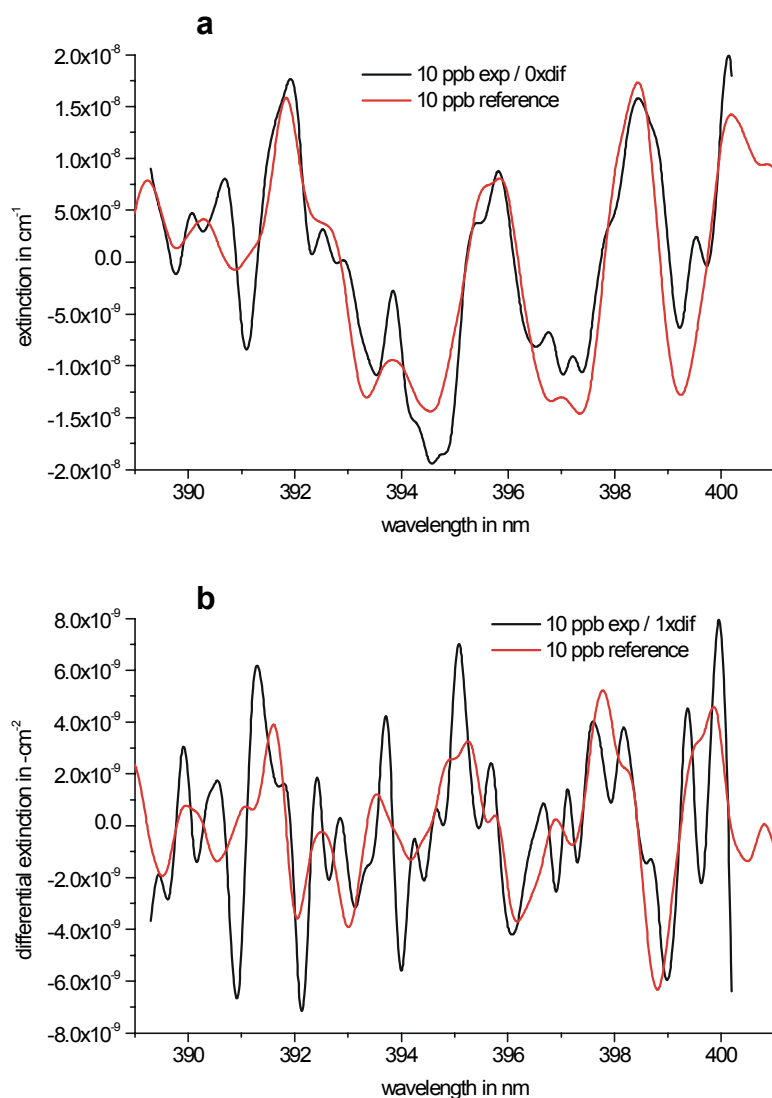 a
2.0x10⁻⁸
1.5x10⁻⁸
1.0x10⁻⁸
5.0x10⁻⁹
0.0
-5.0x10⁻⁹
-1.0x10⁻⁸
-1.5x10⁻⁸
-2.0x10⁻⁸
extinction in cm⁻¹
10 ppb exp / 0xdif
10 ppb reference
390 392 394 396 398 400
wavelength in nm
b
8.0x10⁻⁹
6.0x10⁻⁹
4.0x10⁻⁹
2.0x10⁻⁹
0.0
-2.0x10⁻⁹
-4.0x10⁻⁹
-6.0x10⁻⁹
-8.0x10⁻⁹
differential extinction in -cm⁻²
10 ppb exp / 1xdif
10 ppb reference
390 392 394 396 398 400
wavelength in nm